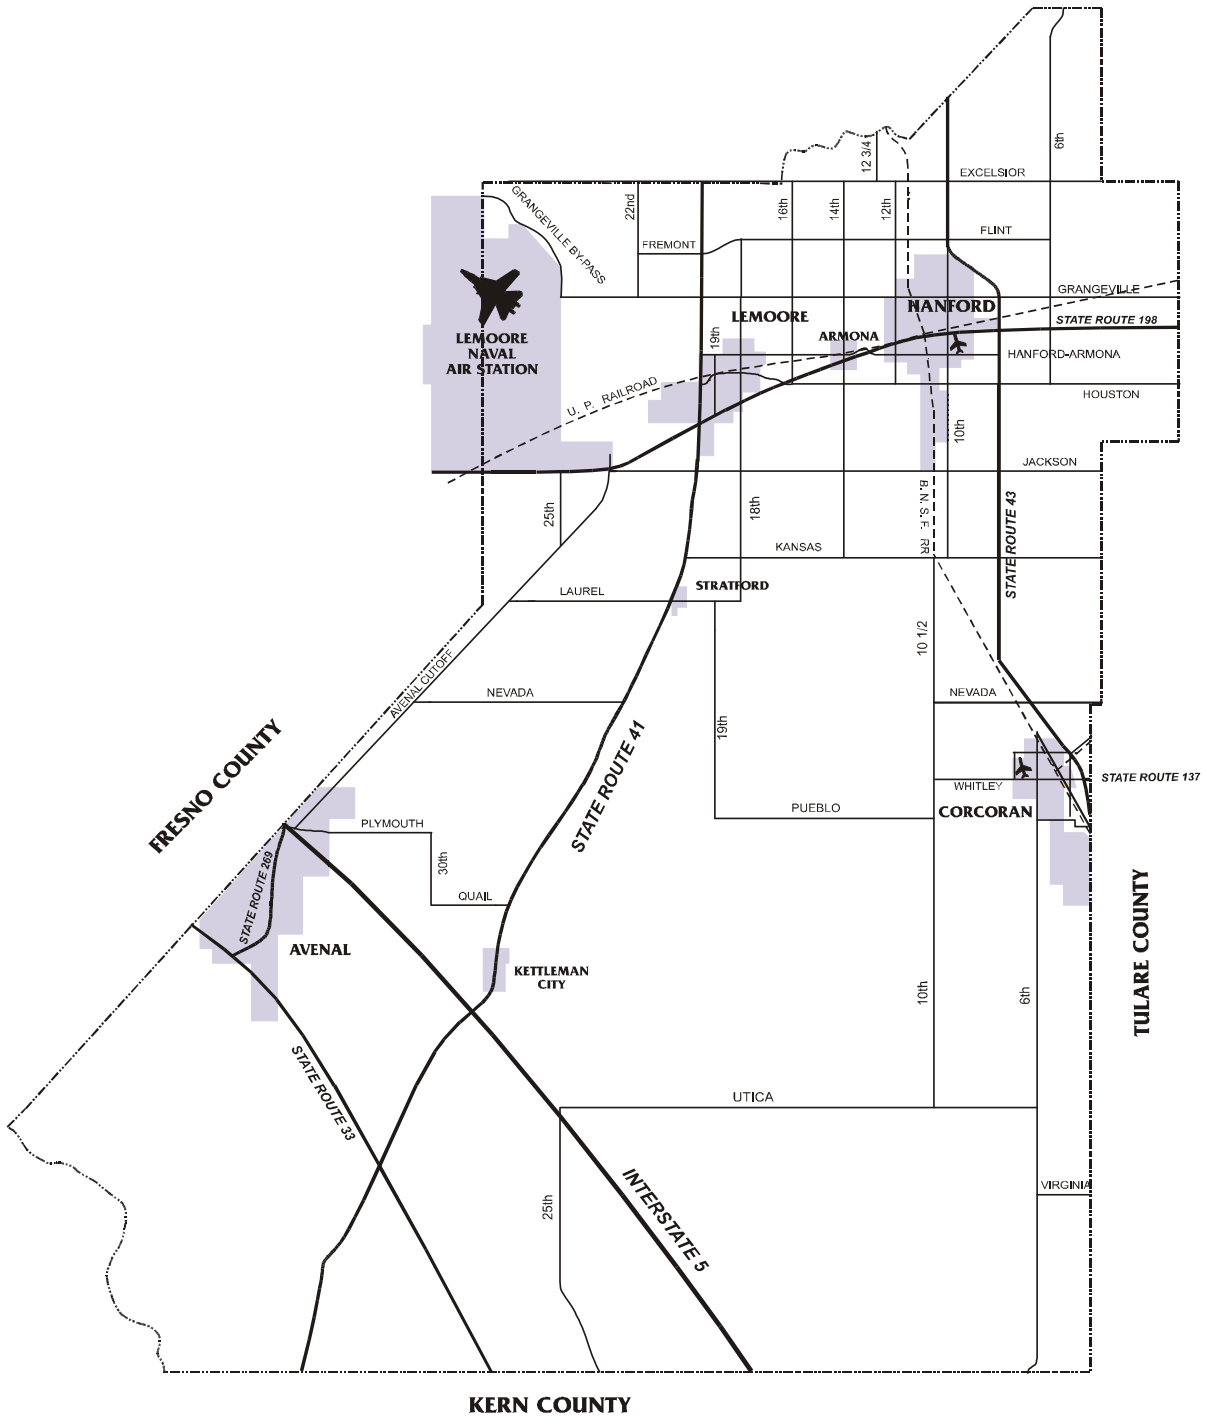 6th
12 3/4
EXCELSIOR
GRANGEVILLE BY-PASS
22nd
16th
14th
12th
FLINT
FREMONT
GRANGEVILLE
HANFORD
LEMOORE
STATE ROUTE 198
ARMONA
19th
LEMOORE
NAVAL
AIR STATION
HANFORD-ARMONA
U. P. RAILROAD
HOUSTON
10th
JACKSON
25th
18th
B. N. S. F. RR
STATE ROUTE 43
KANSAS
STRATFORD
LAUREL
10 1/2
AVENAL CUTOFF
NEVADA
NEVADA
19th
STATE ROUTE 41
FRESNO COUNTY
STATE ROUTE 137
WHITLEY
PUEBLO
CORCORAN
PLYMOUTH
30th
STATE ROUTE 269
QUAIL
AVENAL
KETTLEMAN
CITY
TULARE COUNTY
10th
6th
STATE ROUTE 33
UTICA
INTERSTATE 5
VIRGINIA
25th
KERN COUNTY